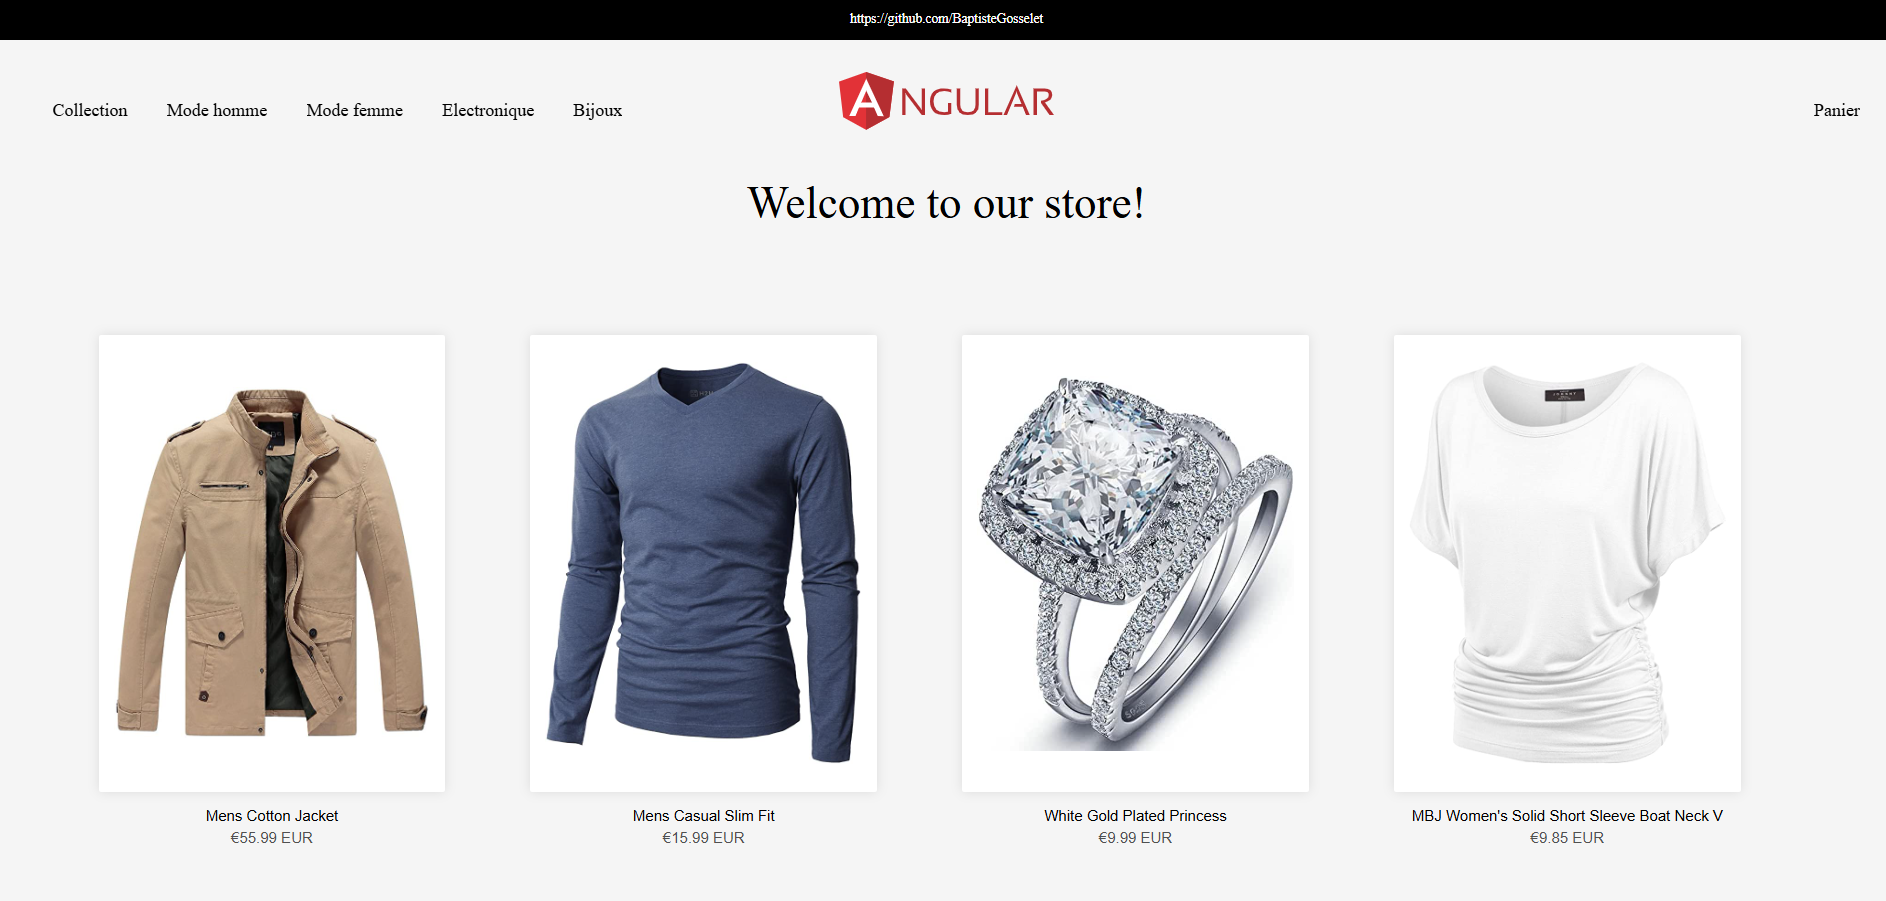 https://github.com/BaptisteGosselet
Collection Mode homme Mode femme Electronique Bijoux
ANGULAR
Panier
Welcome to our store!
Mens Cotton Jacket
€55.99 EUR
Mens Casual Slim Fit
€15.99 EUR
White Gold Plated Princess
€9.99 EUR
MBJ Women's Solid Short Sleeve Boat Neck V
€9.85 EUR